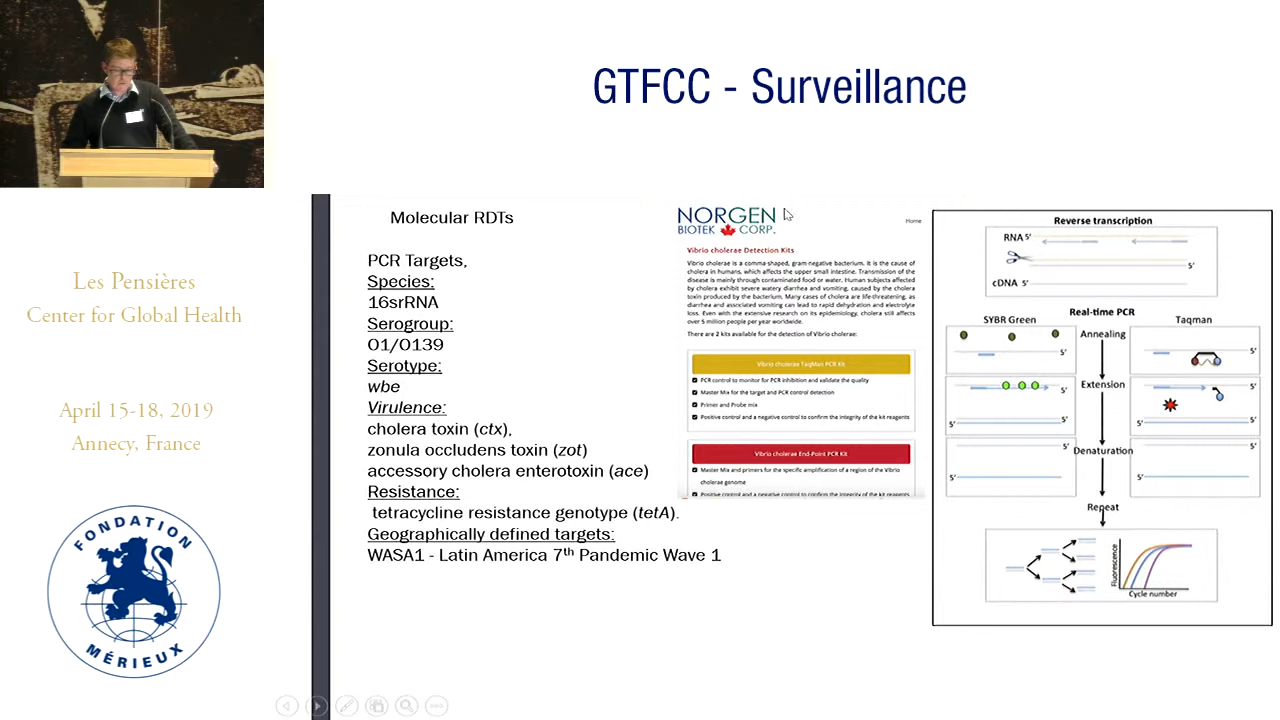 GTFCC - Surveillance
Les Pensières
Center for Global Health
April 15-18, 2019
Annecy, France
FONDATION
MÉRIEUX
Molecular RDTs
PCR Targets,
Species:
16srRNA
Serogroup:
O1/O139
Serotype:
wbe
Virulence:
cholera toxin (ctx),
zonula occludens toxin (zot)
accessory cholera enterotoxin (ace)
Resistance:
tetracycline resistance genotype (tetA).
Geographically defined targets:
WASA1 - Latin America 7th Pandemic Wave 1
NORGEN
BIOTEK CORP.
Home
Vibrio cholerae Detection Kits
Vibrio cholerae is a comma-shaped, gram-negative bacterium. It is the cause
of cholera in humans, which affects the upper small intestine. Transmission of the
disease is mainly through contaminated food or water. Human subjects affected
by cholera exhibit severe watery diarrhea and vomiting, caused by the cholera
toxin produced by the bacterium. Many cases of cholera are life-threatening, as
diarrhea and associated vomiting can lead to rapid dehydration and electrolyte
loss. Even with the extensive research on its epidemiology, cholera still affects
over 5 million people per year worldwide.
There are 2 kits available for the detection of Vibrio cholerae:
Vibrio cholerae TaqMan PCR Kit
PCR control to monitor for PCR inhibition and validate the quality
Master Mix for the target and PCR control detection
Primer and Probe mix
Positive control and a negative control to confirm the integrity of the kit reagents
Vibrio cholerae End-Point PCR Kit
Master Mix and primers for the specific amplification of a region of the Vibrio
cholerae genome
Positive control and a negative control to confirm the integrity of the kit reagents
Reverse transcription
RNA 5'
5'
cDNA 5'
Real-time PCR
SYBR Green
Taqman
Annealing
5'
5'
Extension
5'
5'
5'
5'
Denaturation
5'
5'
Repeat
Fluorescence
Cycle number